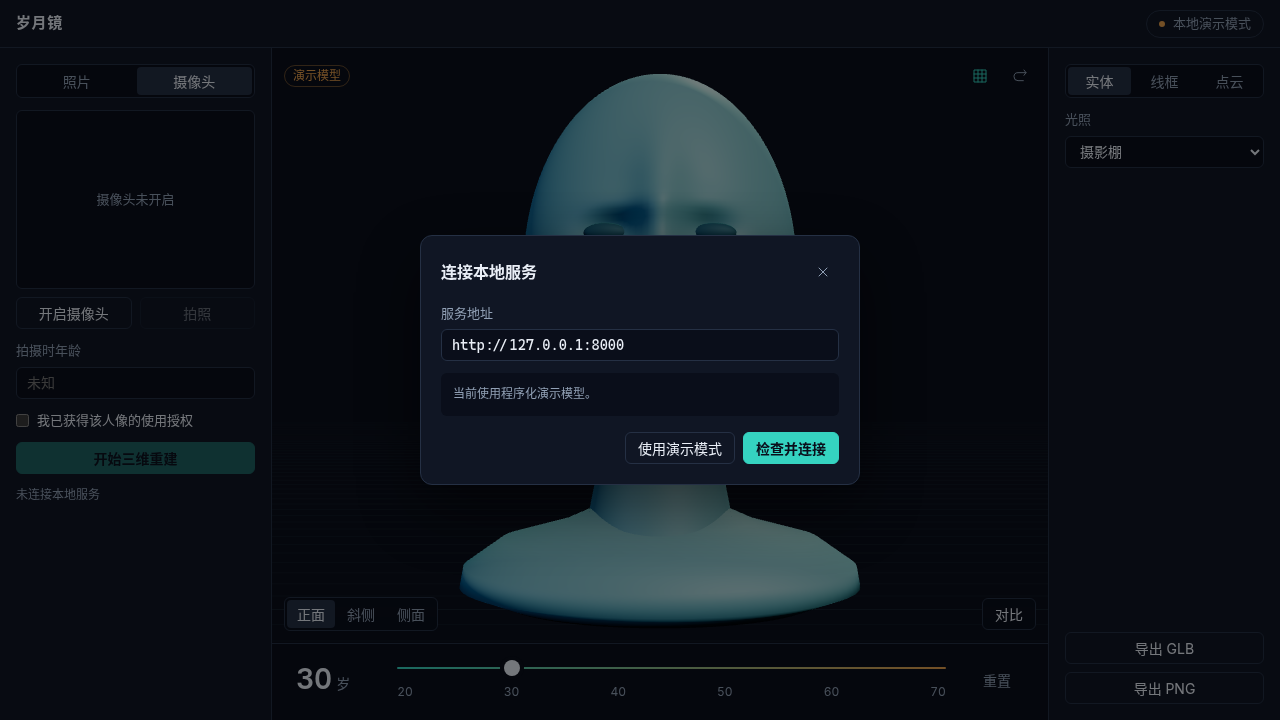 岁月镜
本地演示模式
照片
摄像头
摄像头未开启
开启摄像头
拍照
拍摄时年龄
未知
我已获得该人像的使用授权
开始三维重建
未连接本地服务
演示模型
连接本地服务
服务地址
http://127.0.0.1:8000
当前使用程序化演示模型。
使用演示模式
检查并连接
正面
斜侧
侧面
对比
30 岁
20
30
40
50
60
70
重置
实体
线框
点云
光照
摄影棚
导出 GLB
导出 PNG